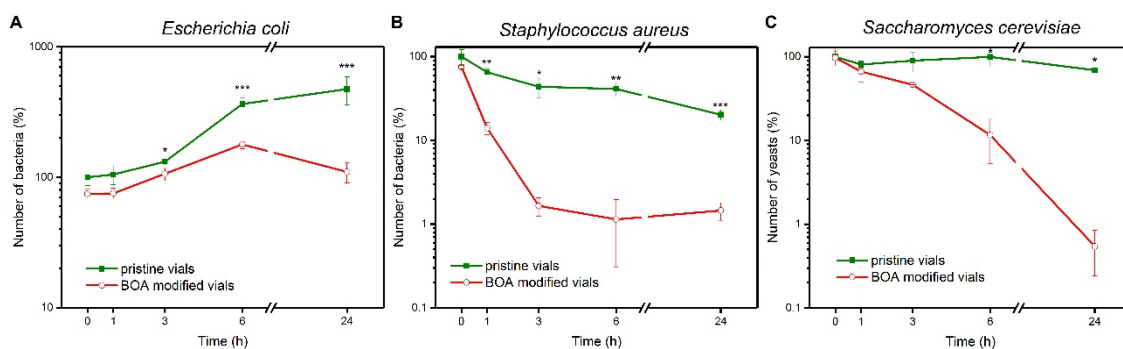 A
Escherichia coli
B
Staphylococcus aureus
C
Saccharomyces cerevisiae
Number of bacteria (%)
1000
100
10
***
***
*
pristine vials
BOA modified vials
0 1 3 6 24
Time (h)
Number of bacteria (%)
100
10
1
0.1
**
*
**
***
pristine vials
BOA modified vials
0 1 3 6 24
Time (h)
Number of yeasts (%)
100
10
1
0.1
*
*
pristine vials
BOA modified vials
0 1 3 6 24
Time (h)